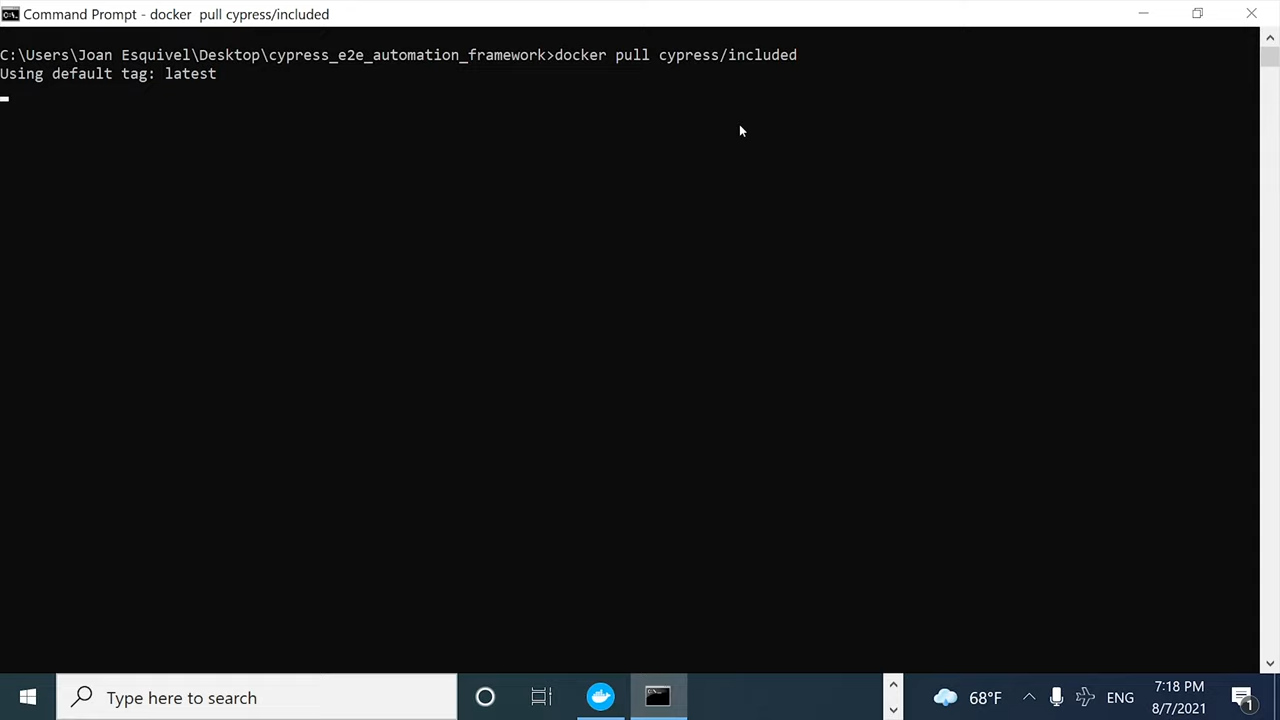 Command Prompt - docker  pull cypress/included
C:\Users\Joan Esquivel\Desktop\cypress_e2e_automation_framework>docker pull cypress/included
Using default tag: latest
Type here to search
68°F
ENG
7:18 PM
8/7/2021
1